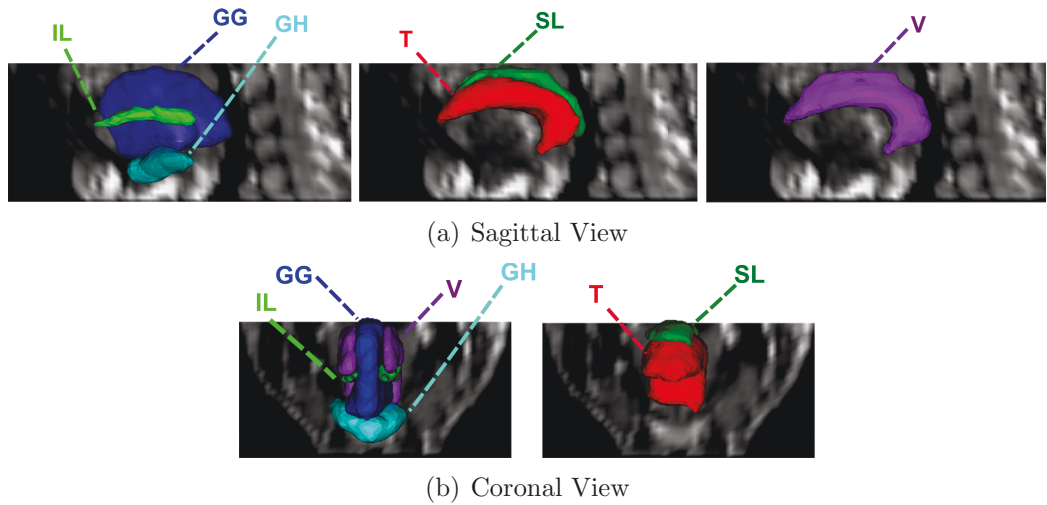 IL GG GH
T SL
V
(a) Sagittal View
GG V GH
IL
T SL
(b) Coronal View